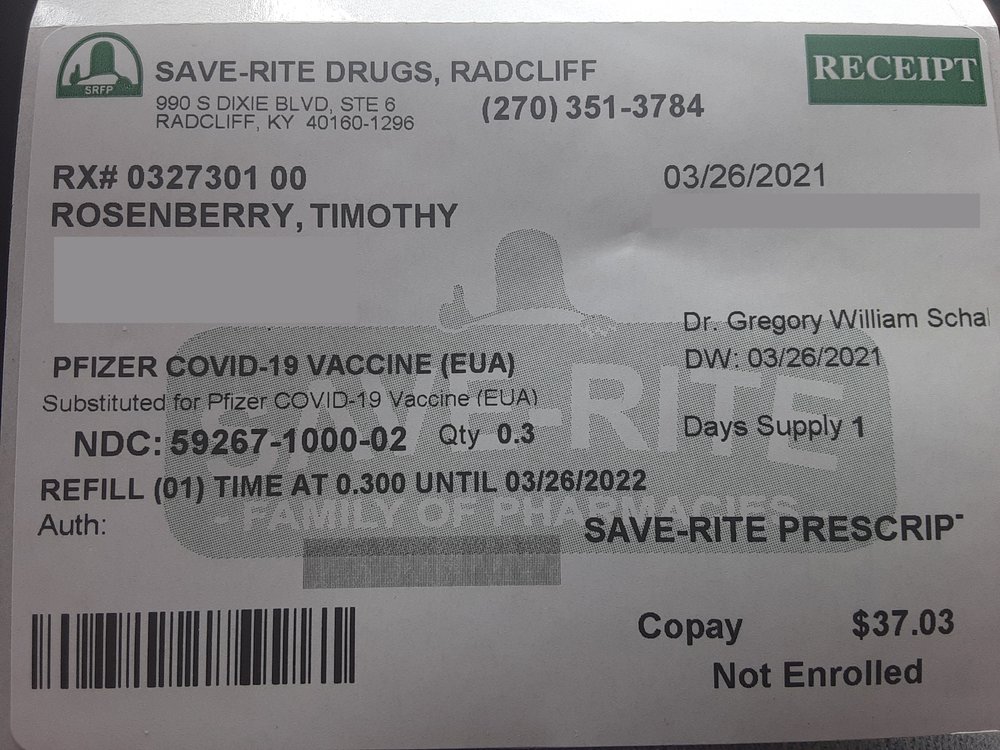 SRFP
SAVE-RITE DRUGS, RADCLIFF
RECEIPT
990 S DIXIE BLVD, STE 6
RADCLIFF, KY 40160-1296
(270) 351-3784
RX# 0327301 00
03/26/2021
ROSENBERRY, TIMOTHY
Dr. Gregory William Scha
PFIZER COVID-19 VACCINE (EUA)
DW: 03/26/2021
Substituted for Pfizer COVID-19 Vaccine (EUA)
SAVE-RITE
NDC: 59267-1000-02 Qty 0.3
Days Supply 1
REFILL (01) TIME AT 0.300 UNTIL 03/26/2022
- FAMILY OF PHARMACIES -
Auth:
SAVE-RITE PRESCRIP
Copay $37.03
Not Enrolled